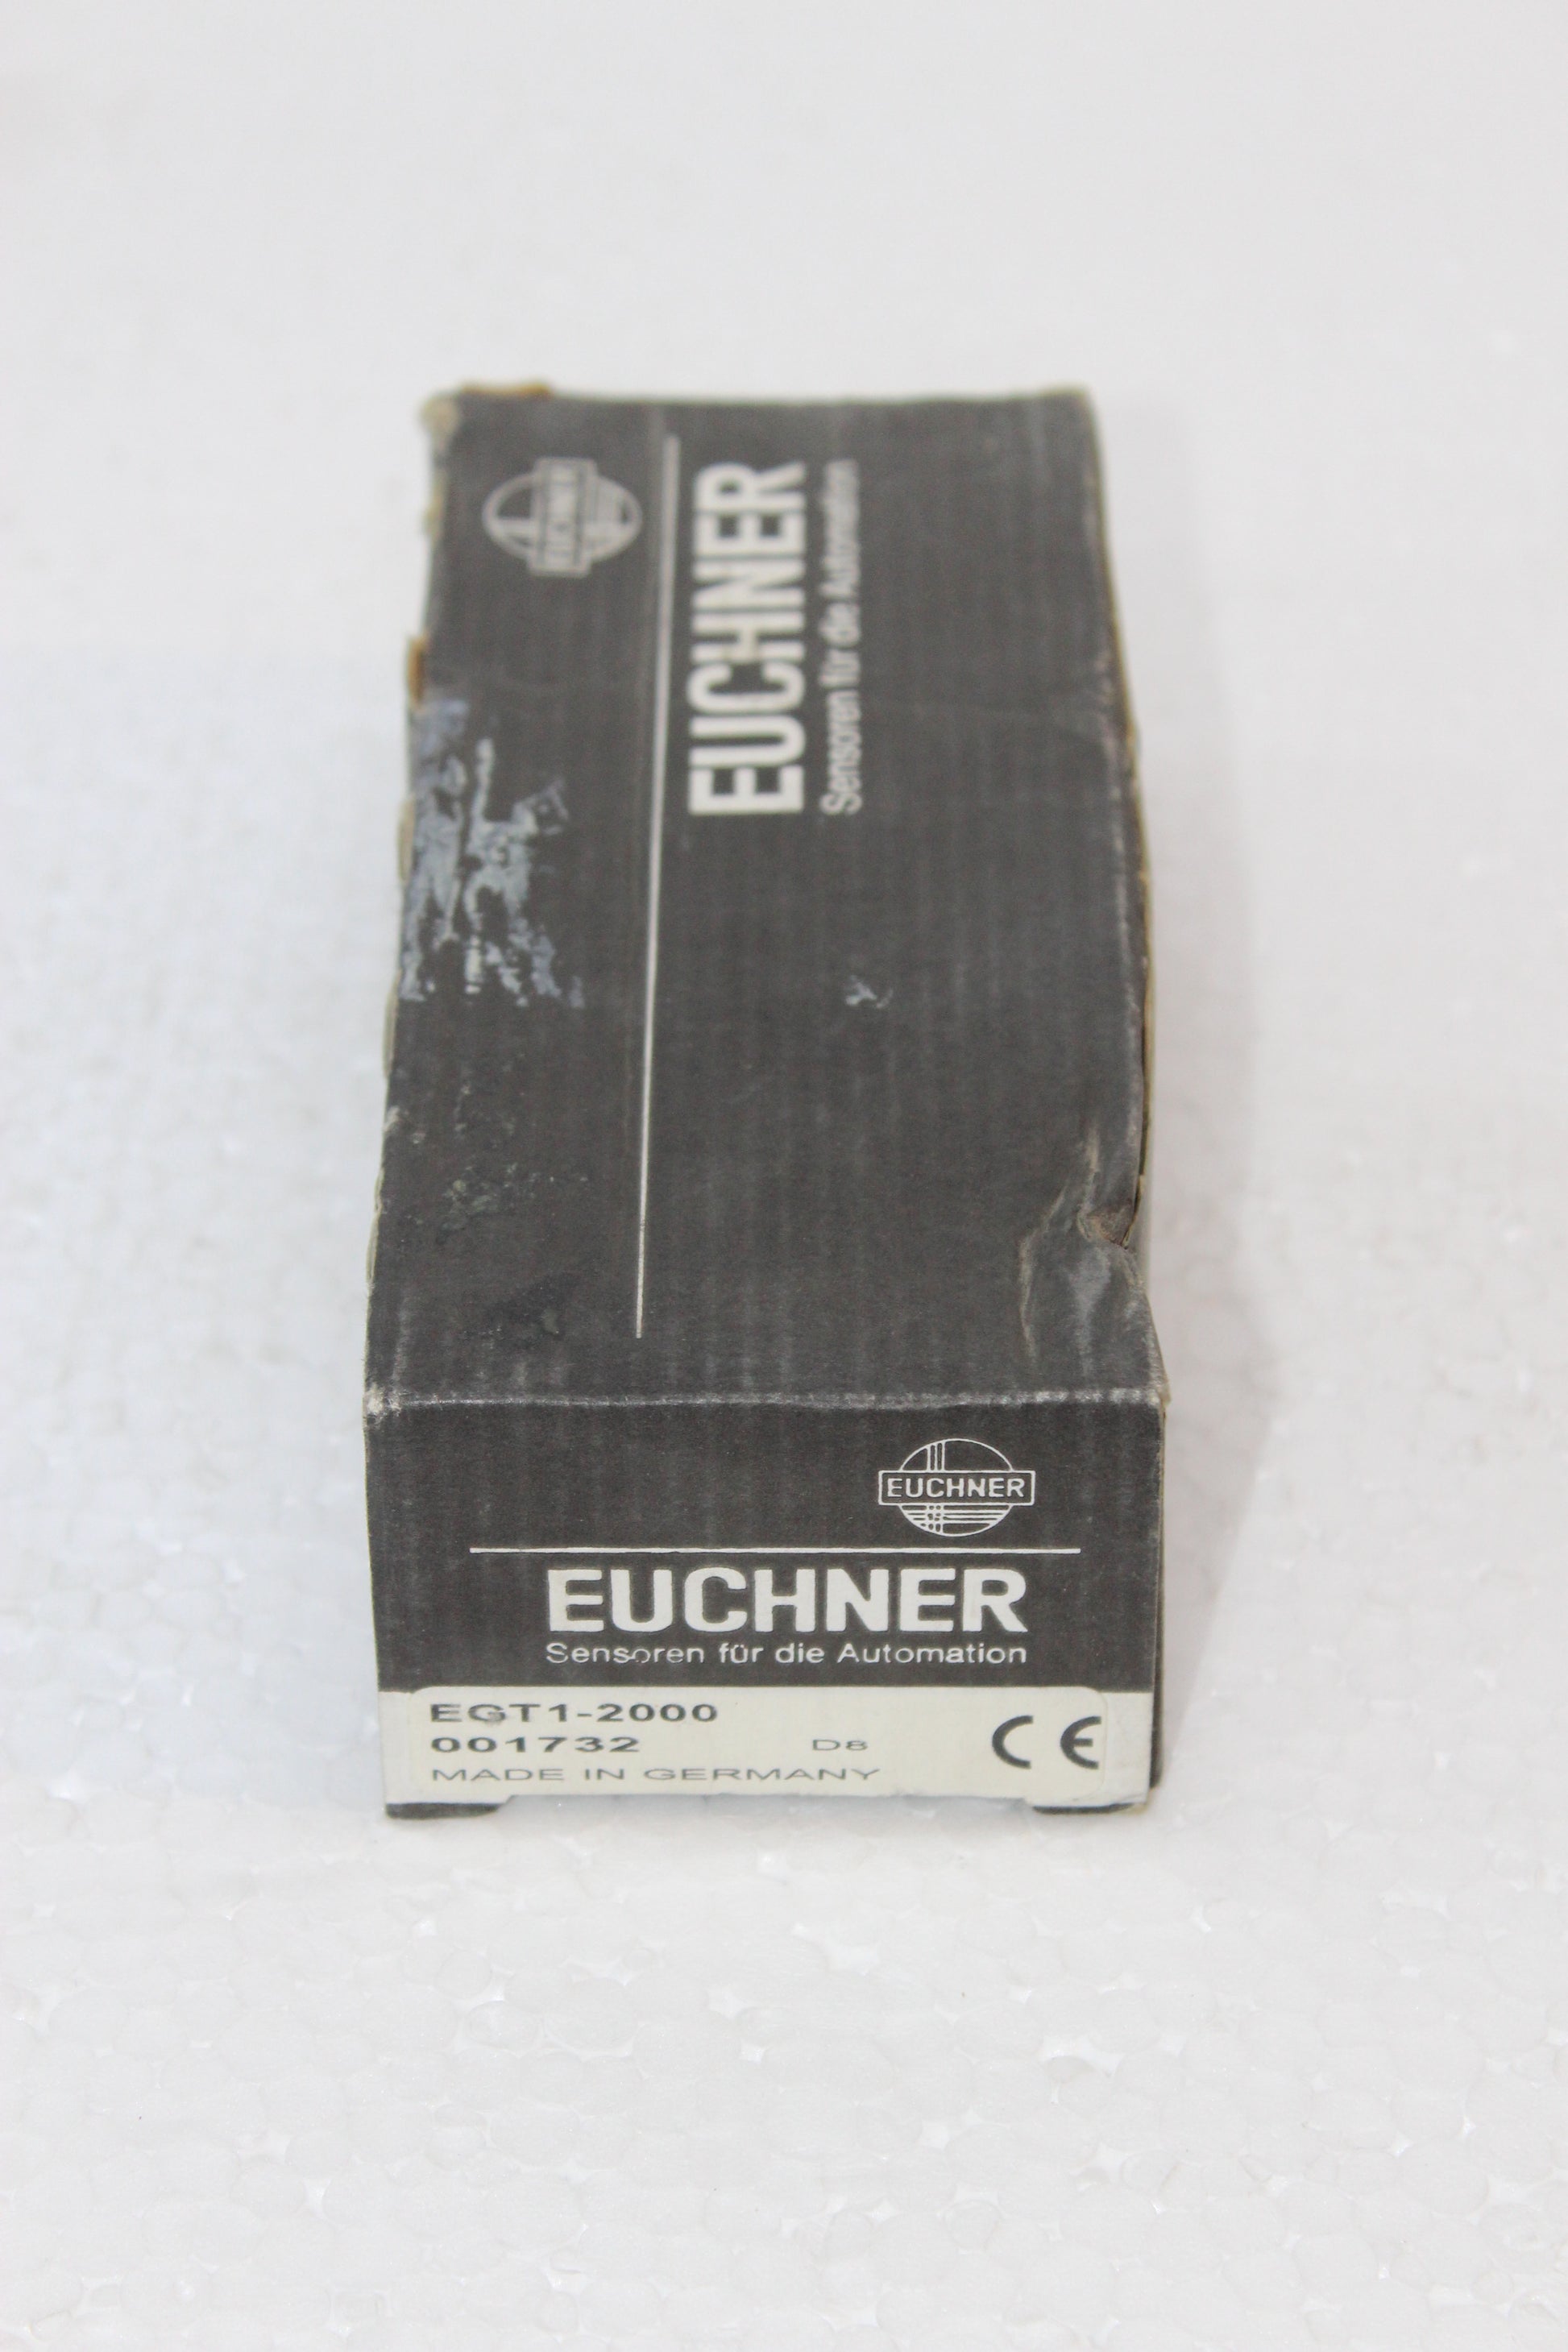 EUCHNER
EUCHNER
Sensoren für die Automation
EUCHNER
EUCHNER
Sensoren für die Automation
EGT1-2000
001732 D8
MADE IN GERMANY
CE